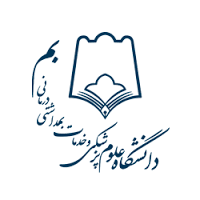 دانشگاه علوم پزشکی و خدمات بهداشتی درمانی بم